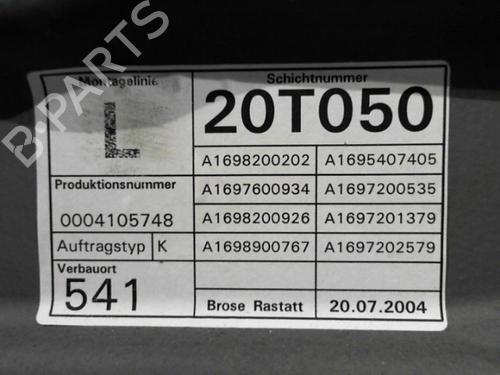 B-PARTS
Montagelinie
L
Schichtnummer
20T050
A1698200202 A1695407405
Produktionsnummer
0004105748
A1697600934 A1697200535
A1698200926 A1697201379
Auftragstyp K
A1698900767 A1697202579
Verbauort
541
Brose Rastatt 20.07.2004